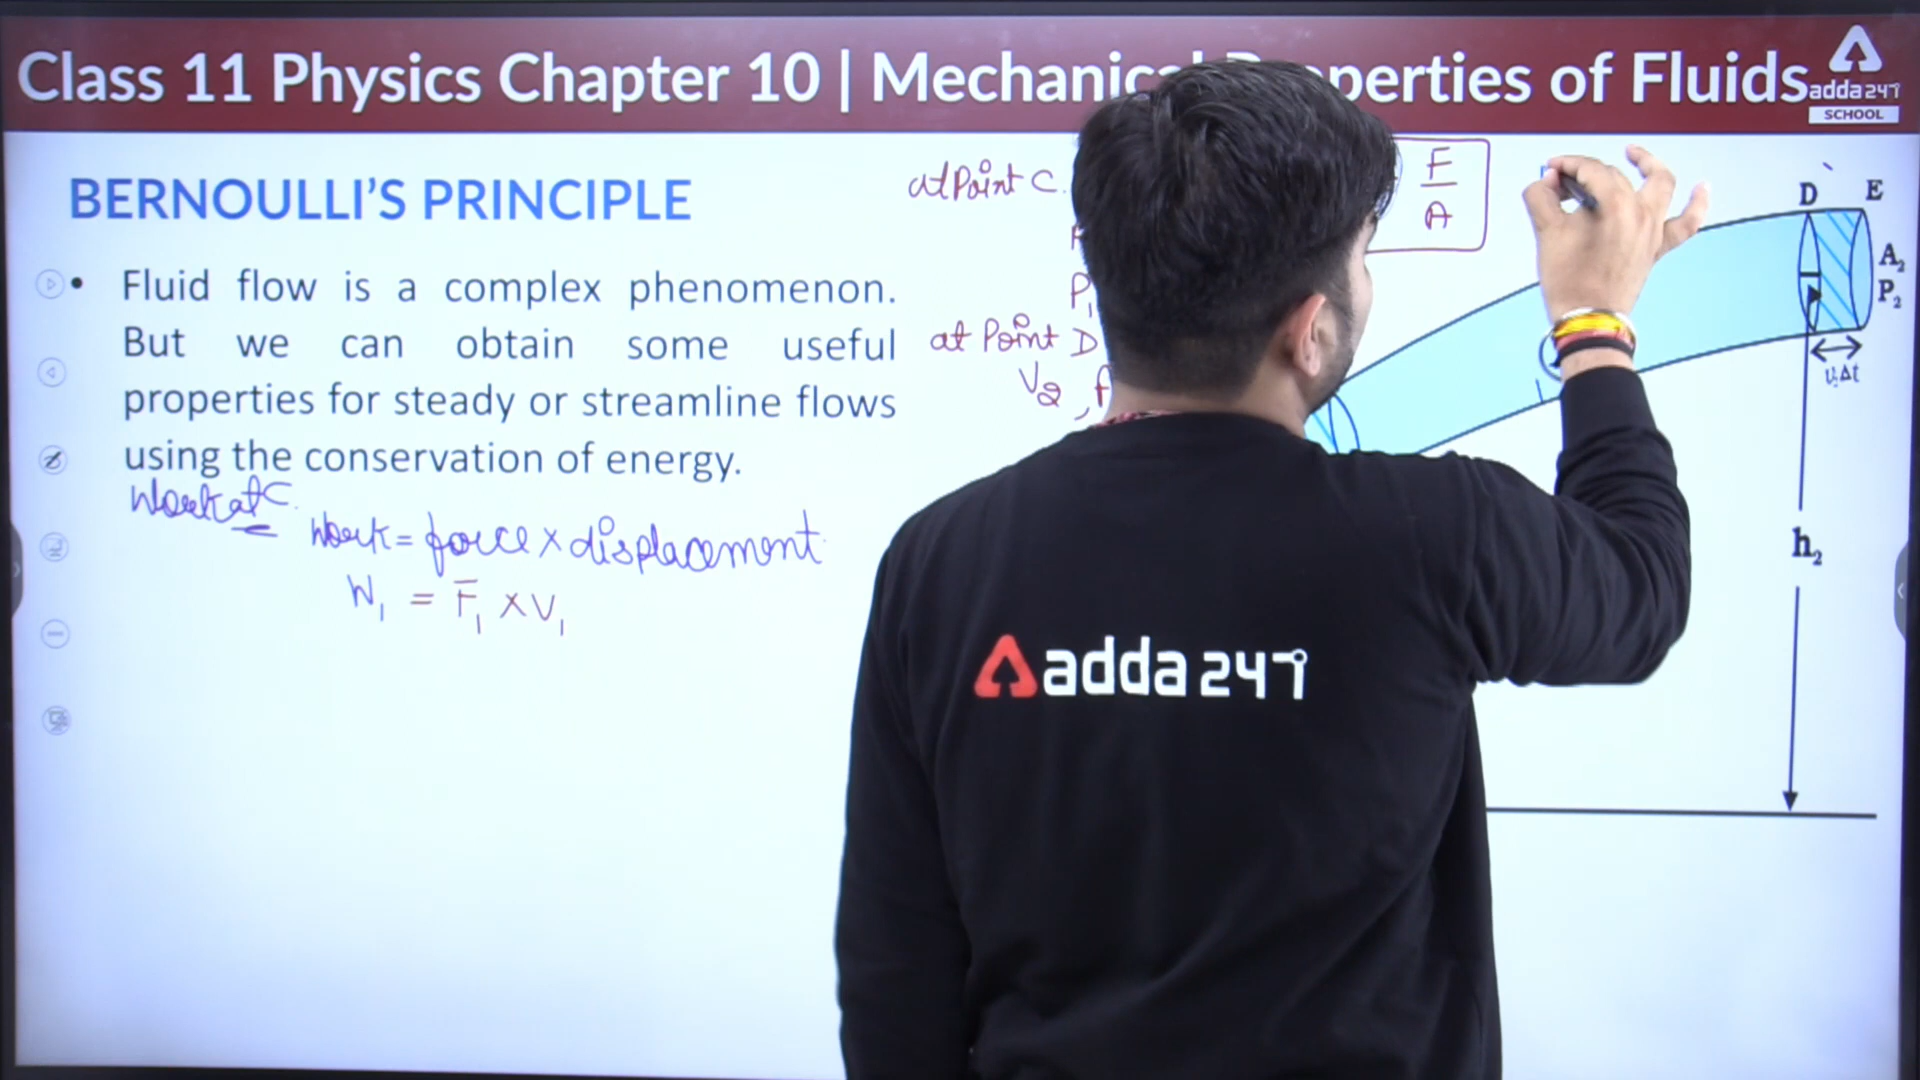 Class 11 Physics Chapter 10 | Mechanical Properties of Fluids
adda247
SCHOOL
BERNOULLI'S PRINCIPLE
• Fluid flow is a complex phenomenon.
But we can obtain some useful
properties for steady or streamline flows
using the conservation of energy.
Work at C.
Work = force × displacement
W₁ = F₁ × V₁
at Point C.
P₁
at Point D
V₂ ,
F
A
D E
A₂
P₂
Δt
h₂
adda247